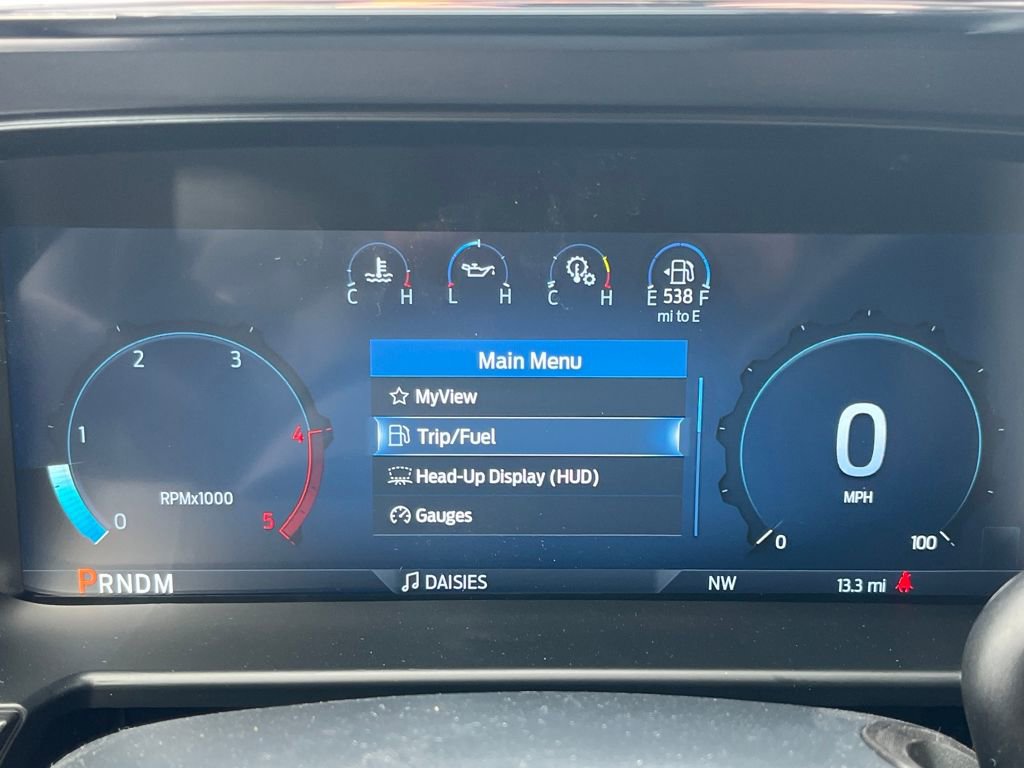 C H
L H
C H
E 538 F
mi to E
Main Menu
MyView
Trip/Fuel
Head-Up Display (HUD)
Gauges
0 1 2 3 4 5
RPMx1000
0
MPH
0 100
PRNDM
DAISIES
NW
13.3 mi